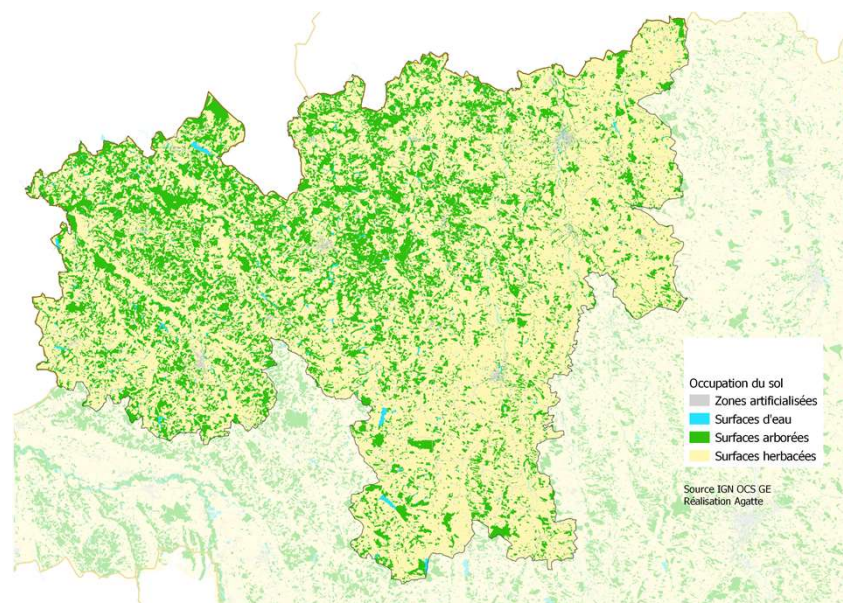 Occupation du sol
Zones artificialisées
Surfaces d'eau
Surfaces arborées
Surfaces herbacées
Source IGN OCS GE
Réalisation Agatte